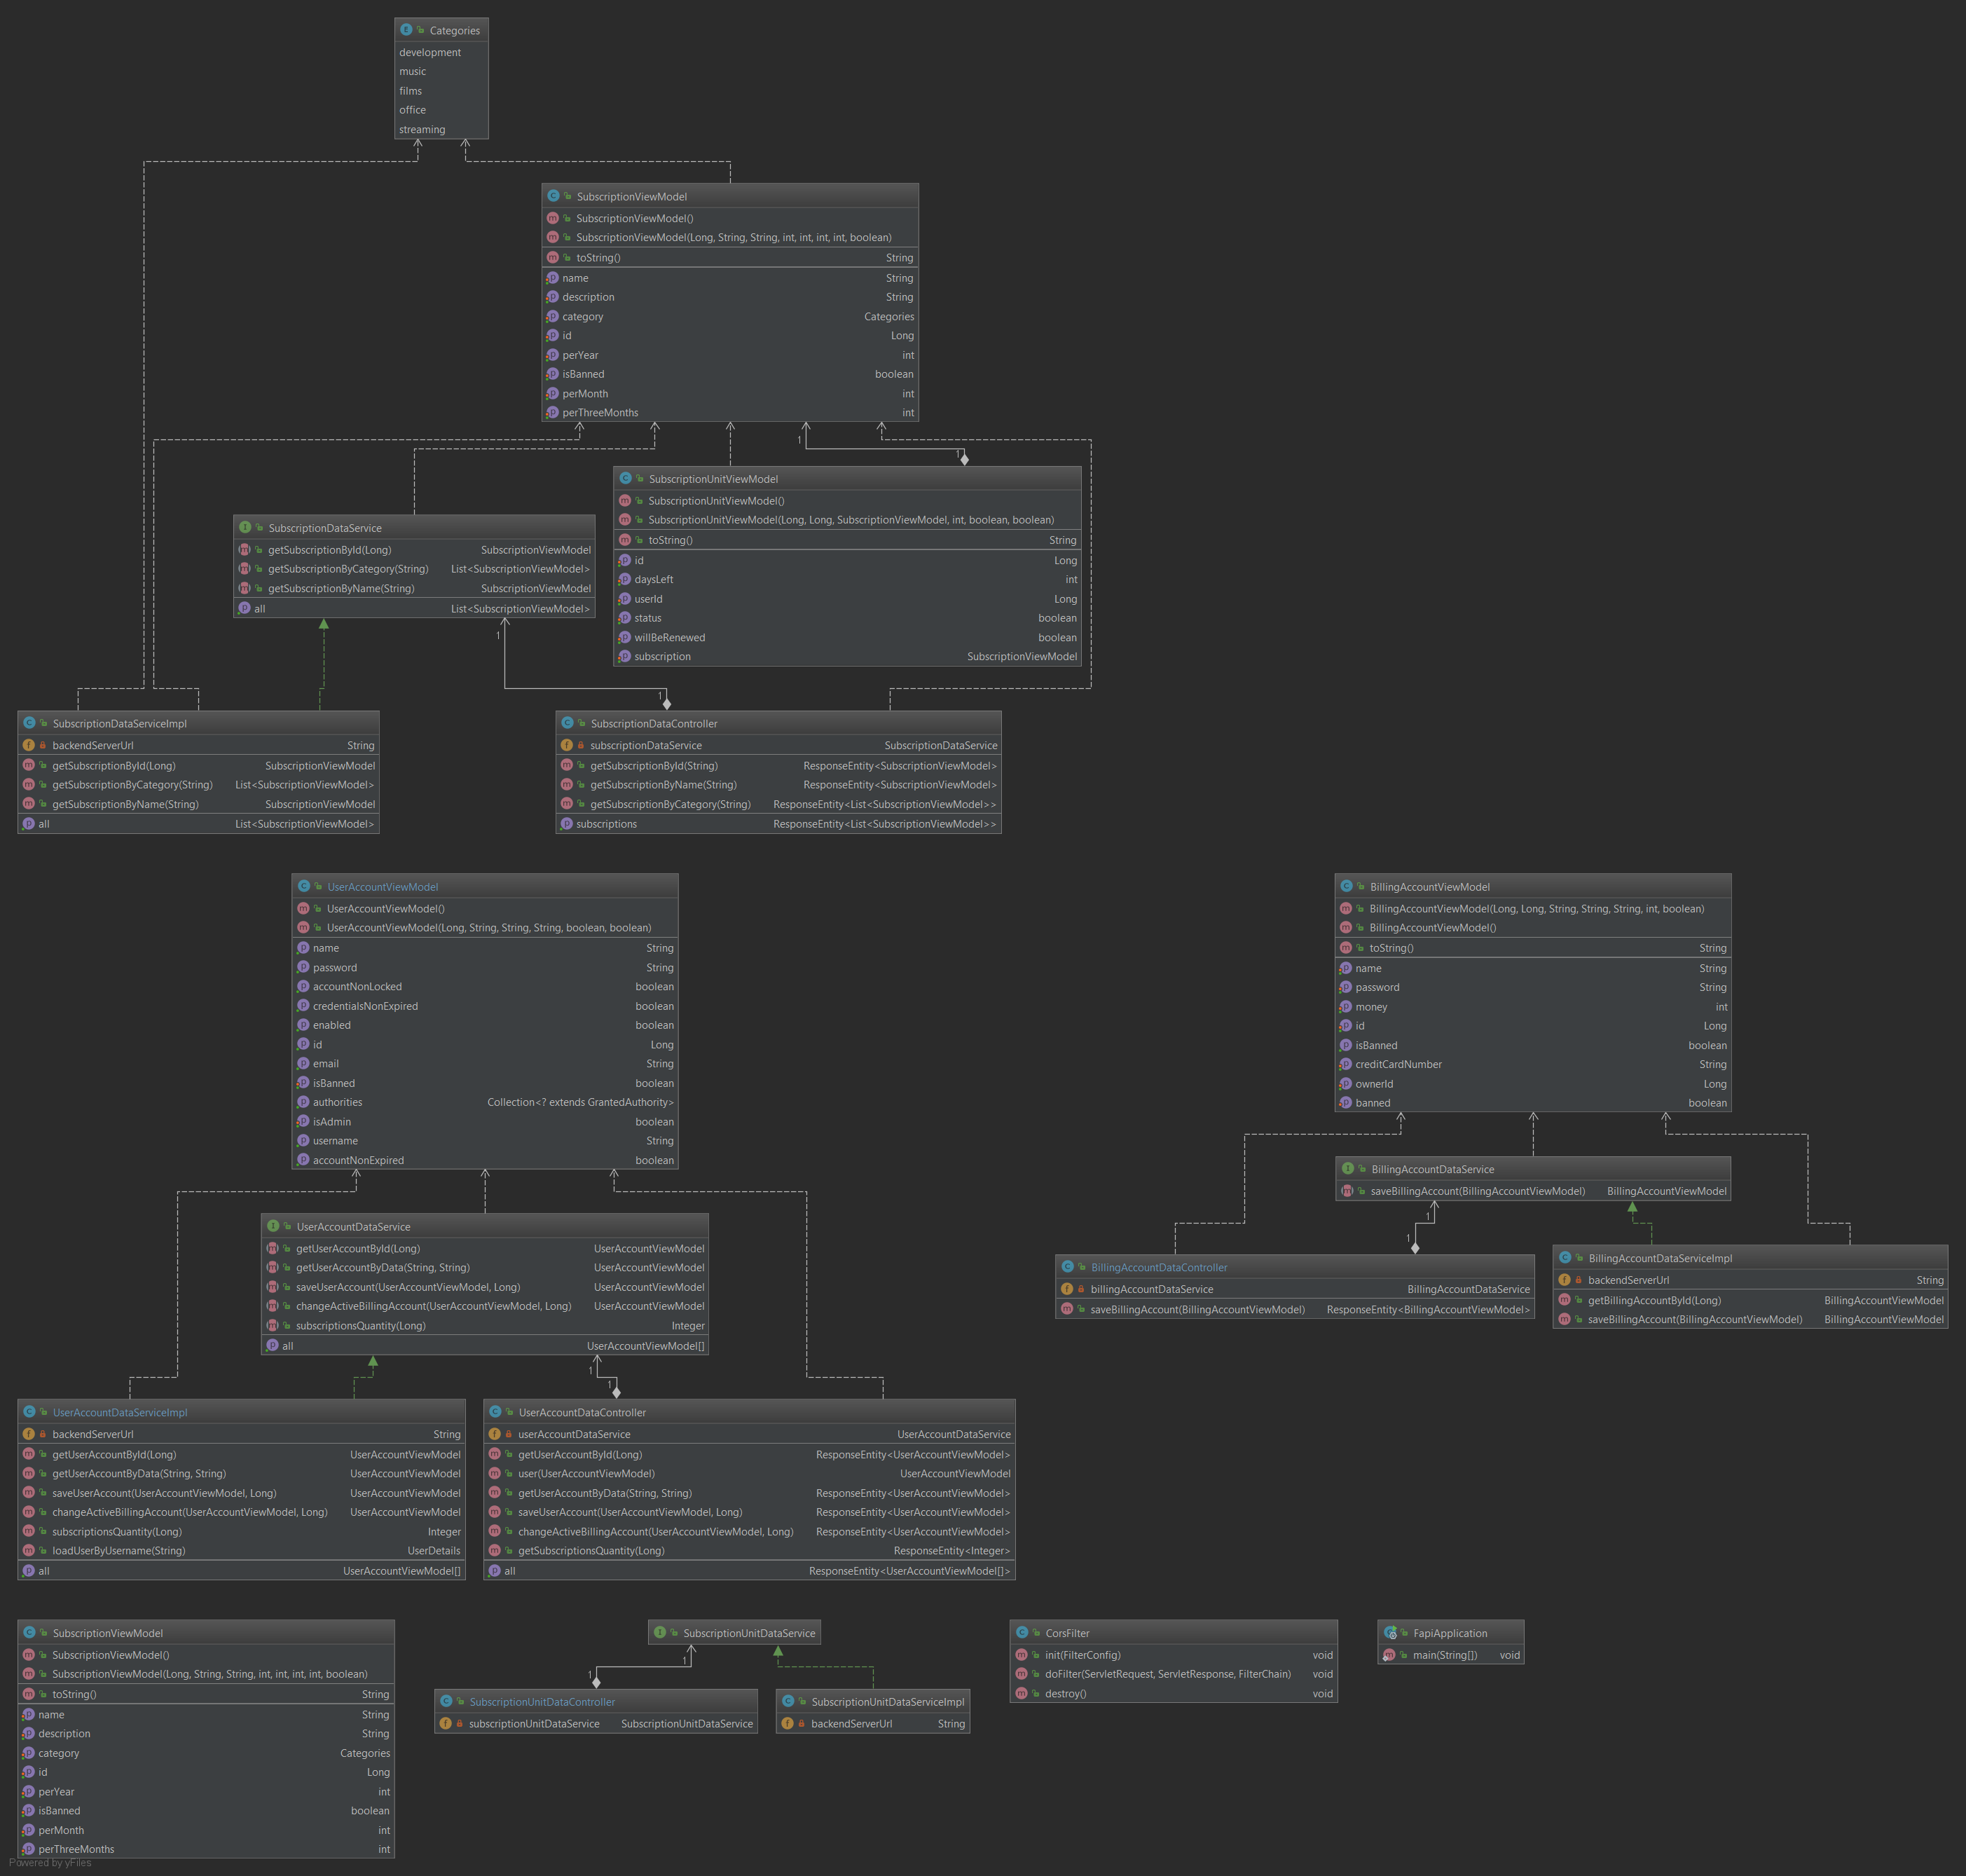 Categories
development
music
films
office
streaming
SubscriptionViewModel
SubscriptionViewModel()
SubscriptionViewModel(Long, String, String, int, int, int, int, boolean)
toString() String
name String
description String
category Categories
id Long
perYear int
isBanned boolean
perMonth int
perThreeMonths int
1
1
SubscriptionUnitViewModel
SubscriptionUnitViewModel()
SubscriptionUnitViewModel(Long, Long, SubscriptionViewModel, int, boolean, boolean)
toString() String
id Long
daysLeft int
userId Long
status boolean
willBeRenewed boolean
subscription SubscriptionViewModel
SubscriptionDataService
getSubscriptionById(Long) SubscriptionViewModel
getSubscriptionByCategory(String) List<SubscriptionViewModel>
getSubscriptionByName(String) SubscriptionViewModel
all List<SubscriptionViewModel>
1
1
SubscriptionDataServiceImpl
backendServerUrl String
getSubscriptionById(Long) SubscriptionViewModel
getSubscriptionByCategory(String) List<SubscriptionViewModel>
getSubscriptionByName(String) SubscriptionViewModel
all List<SubscriptionViewModel>
SubscriptionDataController
subscriptionDataService SubscriptionDataService
getSubscriptionById(String) ResponseEntity<SubscriptionViewModel>
getSubscriptionByName(String) ResponseEntity<SubscriptionViewModel>
getSubscriptionByCategory(String) ResponseEntity<List<SubscriptionViewModel>>
subscriptions ResponseEntity<List<SubscriptionViewModel>>
UserAccountViewModel
UserAccountViewModel()
UserAccountViewModel(Long, String, String, String, boolean, boolean)
name String
password String
accountNonLocked boolean
credentialsNonExpired boolean
enabled boolean
id Long
email String
isBanned boolean
authorities Collection<? extends GrantedAuthority>
isAdmin boolean
username String
accountNonExpired boolean
BillingAccountViewModel
BillingAccountViewModel(Long, Long, String, String, String, int, boolean)
BillingAccountViewModel()
toString() String
name String
password String
money int
id Long
isBanned boolean
creditCardNumber String
ownerId Long
banned boolean
BillingAccountDataService
saveBillingAccount(BillingAccountViewModel) BillingAccountViewModel
1
1
BillingAccountDataController
billingAccountDataService BillingAccountDataService
saveBillingAccount(BillingAccountViewModel) ResponseEntity<BillingAccountViewModel>
BillingAccountDataServiceImpl
backendServerUrl String
getBillingAccountById(Long) BillingAccountViewModel
saveBillingAccount(BillingAccountViewModel) BillingAccountViewModel
UserAccountDataService
getUserAccountById(Long) UserAccountViewModel
getUserAccountByData(String, String) UserAccountViewModel
saveUserAccount(UserAccountViewModel, Long) UserAccountViewModel
changeActiveBillingAccount(UserAccountViewModel, Long) UserAccountViewModel
subscriptionsQuantity(Long) Integer
all UserAccountViewModel[]
1
1
UserAccountDataServiceImpl
backendServerUrl String
getUserAccountById(Long) UserAccountViewModel
getUserAccountByData(String, String) UserAccountViewModel
saveUserAccount(UserAccountViewModel, Long) UserAccountViewModel
changeActiveBillingAccount(UserAccountViewModel, Long) UserAccountViewModel
subscriptionsQuantity(Long) Integer
loadUserByUsername(String) UserDetails
all UserAccountViewModel[]
UserAccountDataController
userAccountDataService UserAccountDataService
getUserAccountById(Long) ResponseEntity<UserAccountViewModel>
user(UserAccountViewModel) UserAccountViewModel
getUserAccountByData(String, String) ResponseEntity<UserAccountViewModel>
saveUserAccount(UserAccountViewModel, Long) ResponseEntity<UserAccountViewModel>
changeActiveBillingAccount(UserAccountViewModel, Long) ResponseEntity<UserAccountViewModel>
getSubscriptionsQuantity(Long) ResponseEntity<Integer>
all ResponseEntity<UserAccountViewModel[]>
SubscriptionViewModel
SubscriptionViewModel()
SubscriptionViewModel(Long, String, String, int, int, int, int, boolean)
toString() String
name String
description String
category Categories
id Long
perYear int
isBanned boolean
perMonth int
perThreeMonths int
SubscriptionUnitDataService
1
1
SubscriptionUnitDataController
subscriptionUnitDataService SubscriptionUnitDataService
SubscriptionUnitDataServiceImpl
backendServerUrl String
CorsFilter
init(FilterConfig) void
doFilter(ServletRequest, ServletResponse, FilterChain) void
destroy() void
FapiApplication
main(String[]) void
Powered by yFiles